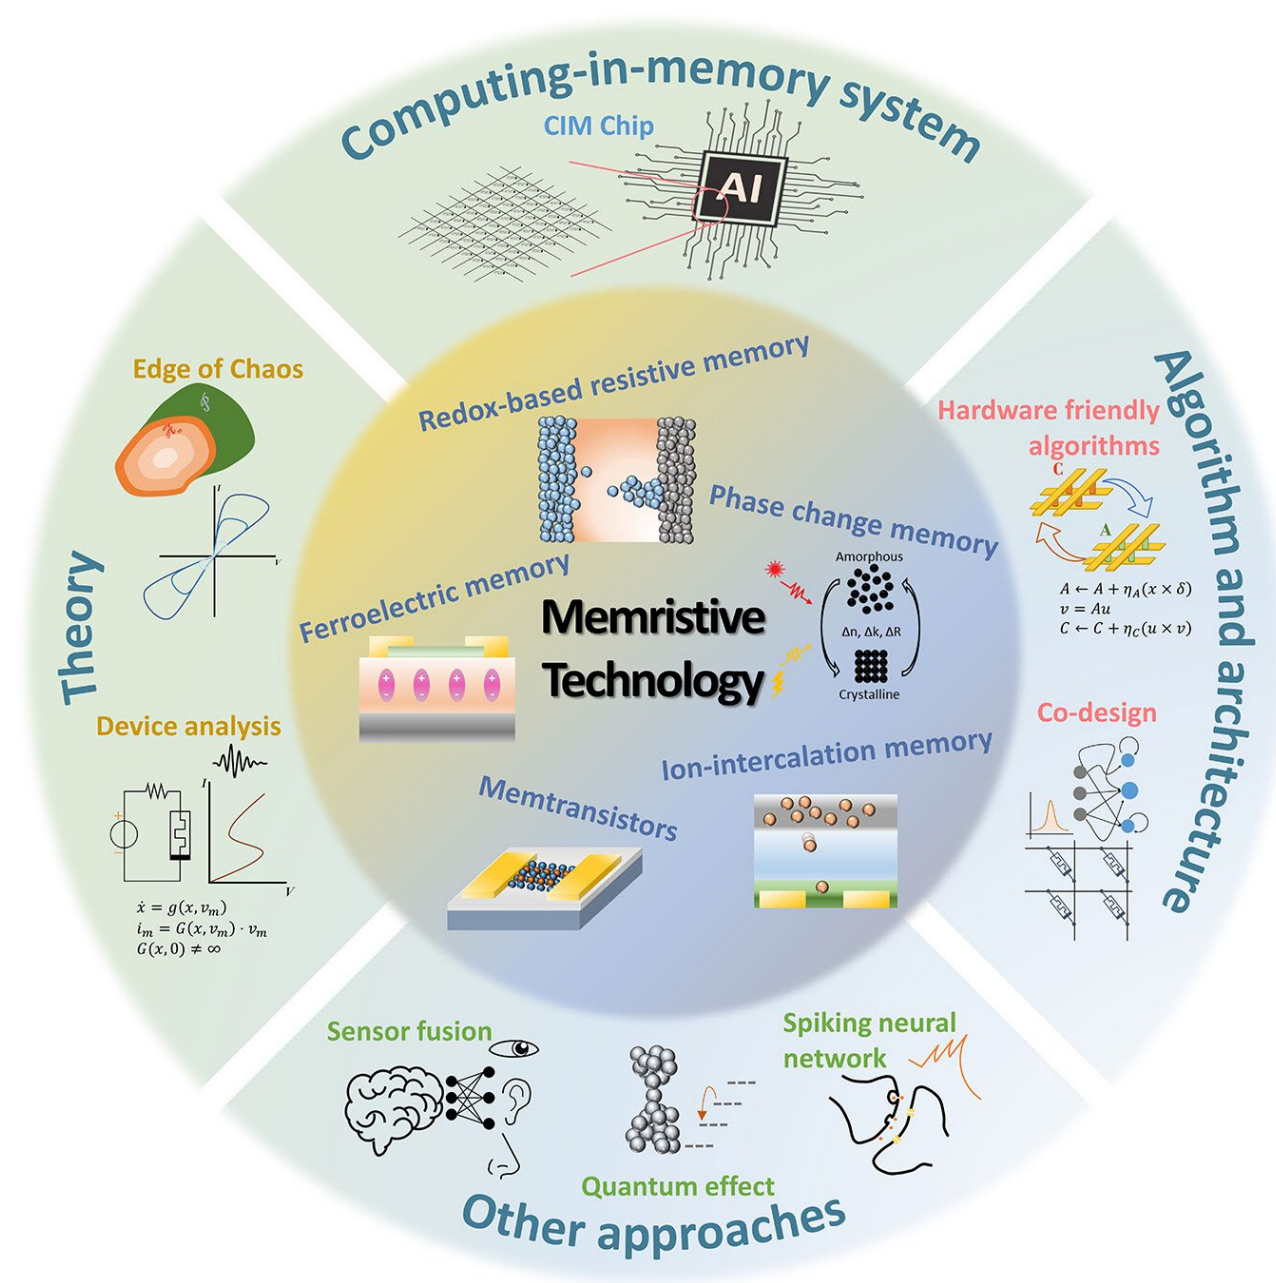 Computing-in-memory system
CIM Chip
AI
Theory
Edge of Chaos
I
V
Device analysis
I
V
+
−
ẋ = g(x, v_m)
i_m = G(x, v_m) · v_m
G(x, 0) ≠ ∞
Redox-based resistive memory
Phase change memory
Amorphous
Δn, Δk, ΔR
Crystalline
Ferroelectric memory
+ + + +
- - - -
Memristive
Technology
Ion-intercalation memory
Memtransistors
Algorithm and architecture
Hardware friendly
algorithms
C
A
A ← A + η_A(x × δ)
v = Au
C ← C + η_C(u × v)
Co-design
Sensor fusion
Spiking neural
network
Quantum effect
Other approaches